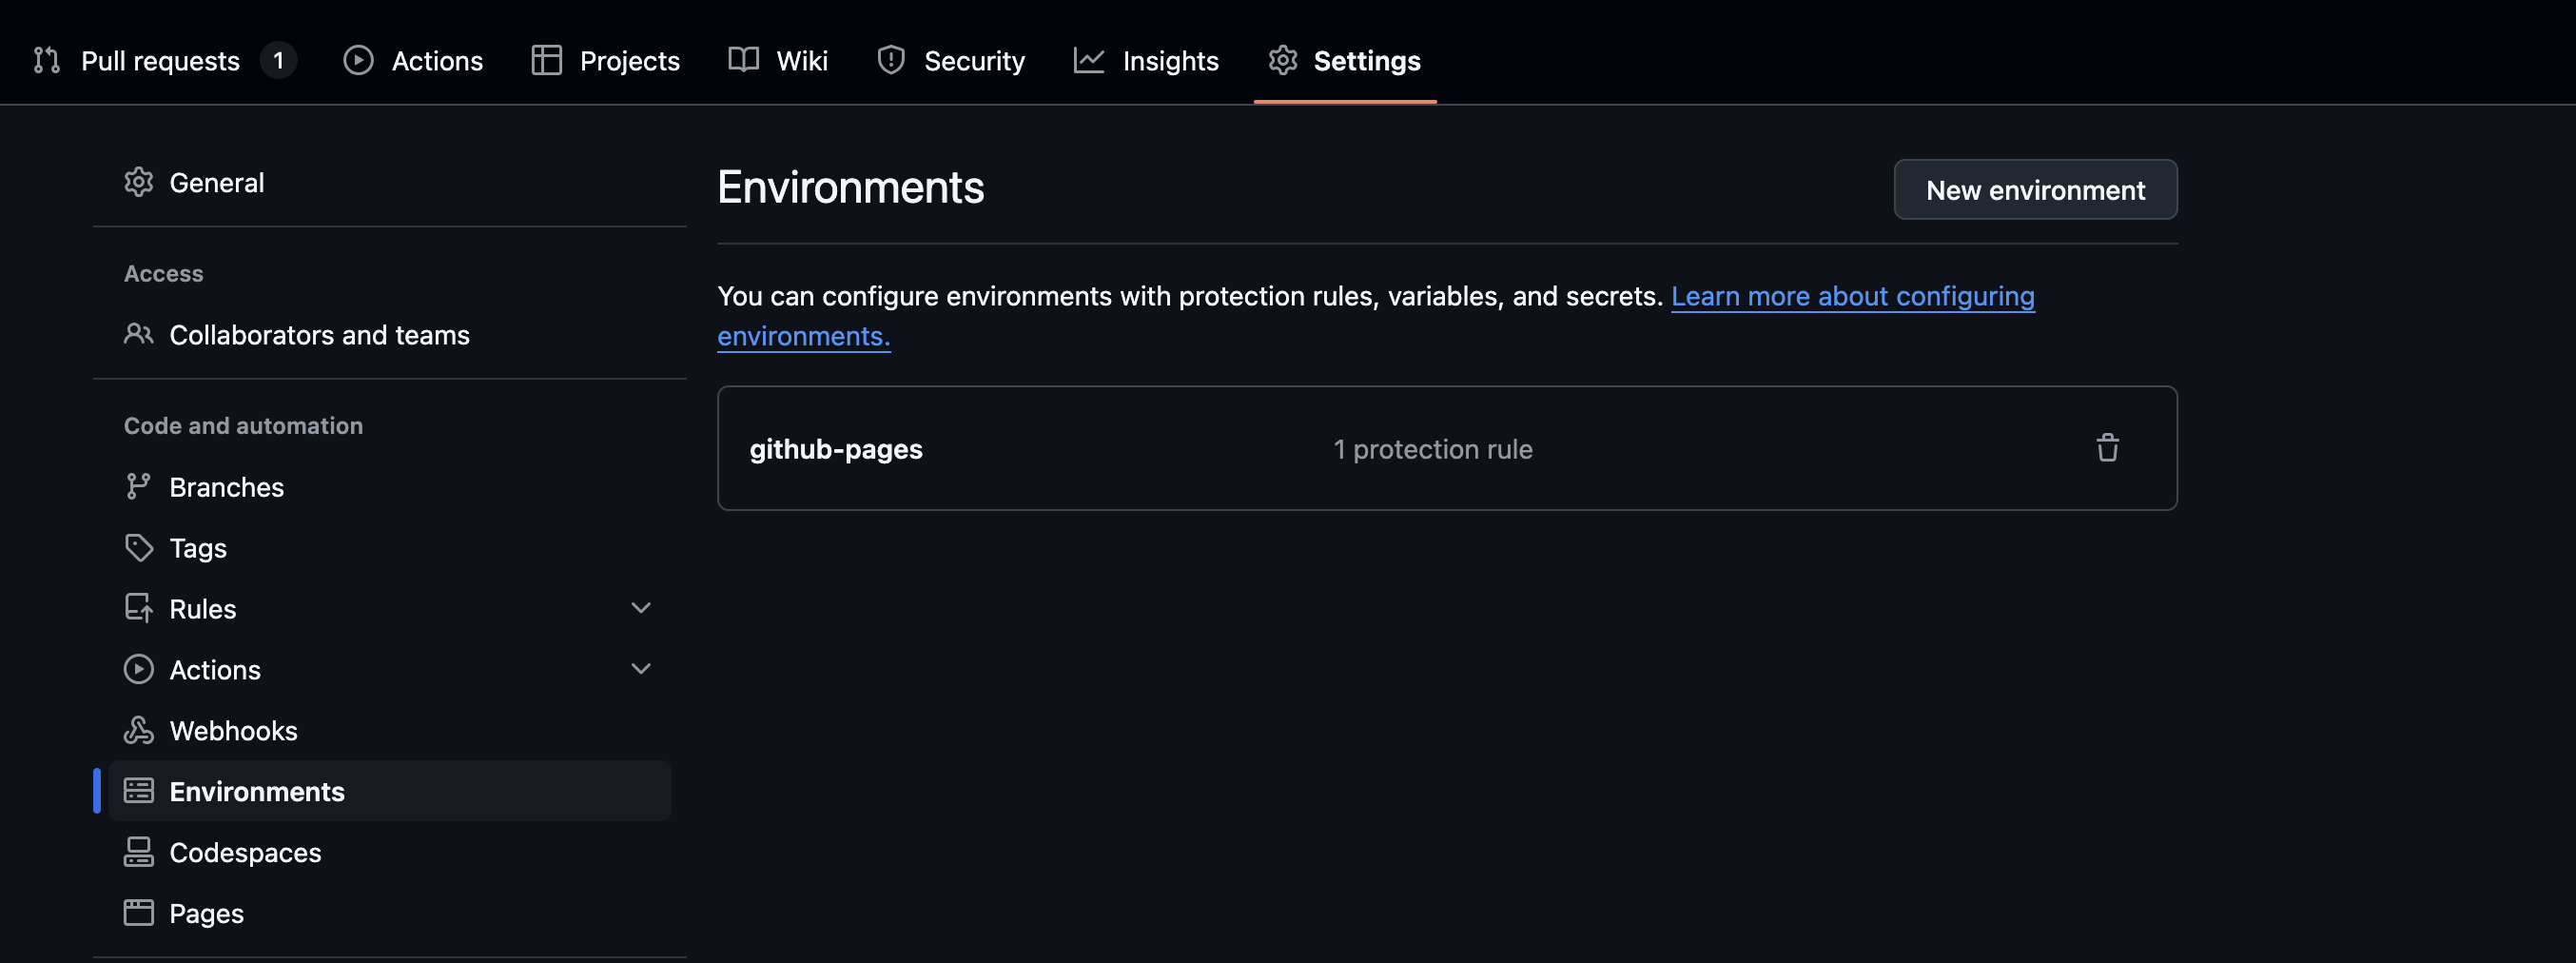 Pull requests 1 Actions Projects Wiki Security Insights Settings
General
Access
Collaborators and teams
Code and automation
Branches
Tags
Rules
Actions
Webhooks
Environments
Codespaces
Pages
Environments
New environment
You can configure environments with protection rules, variables, and secrets. Learn more about configuring
environments.
github-pages 1 protection rule